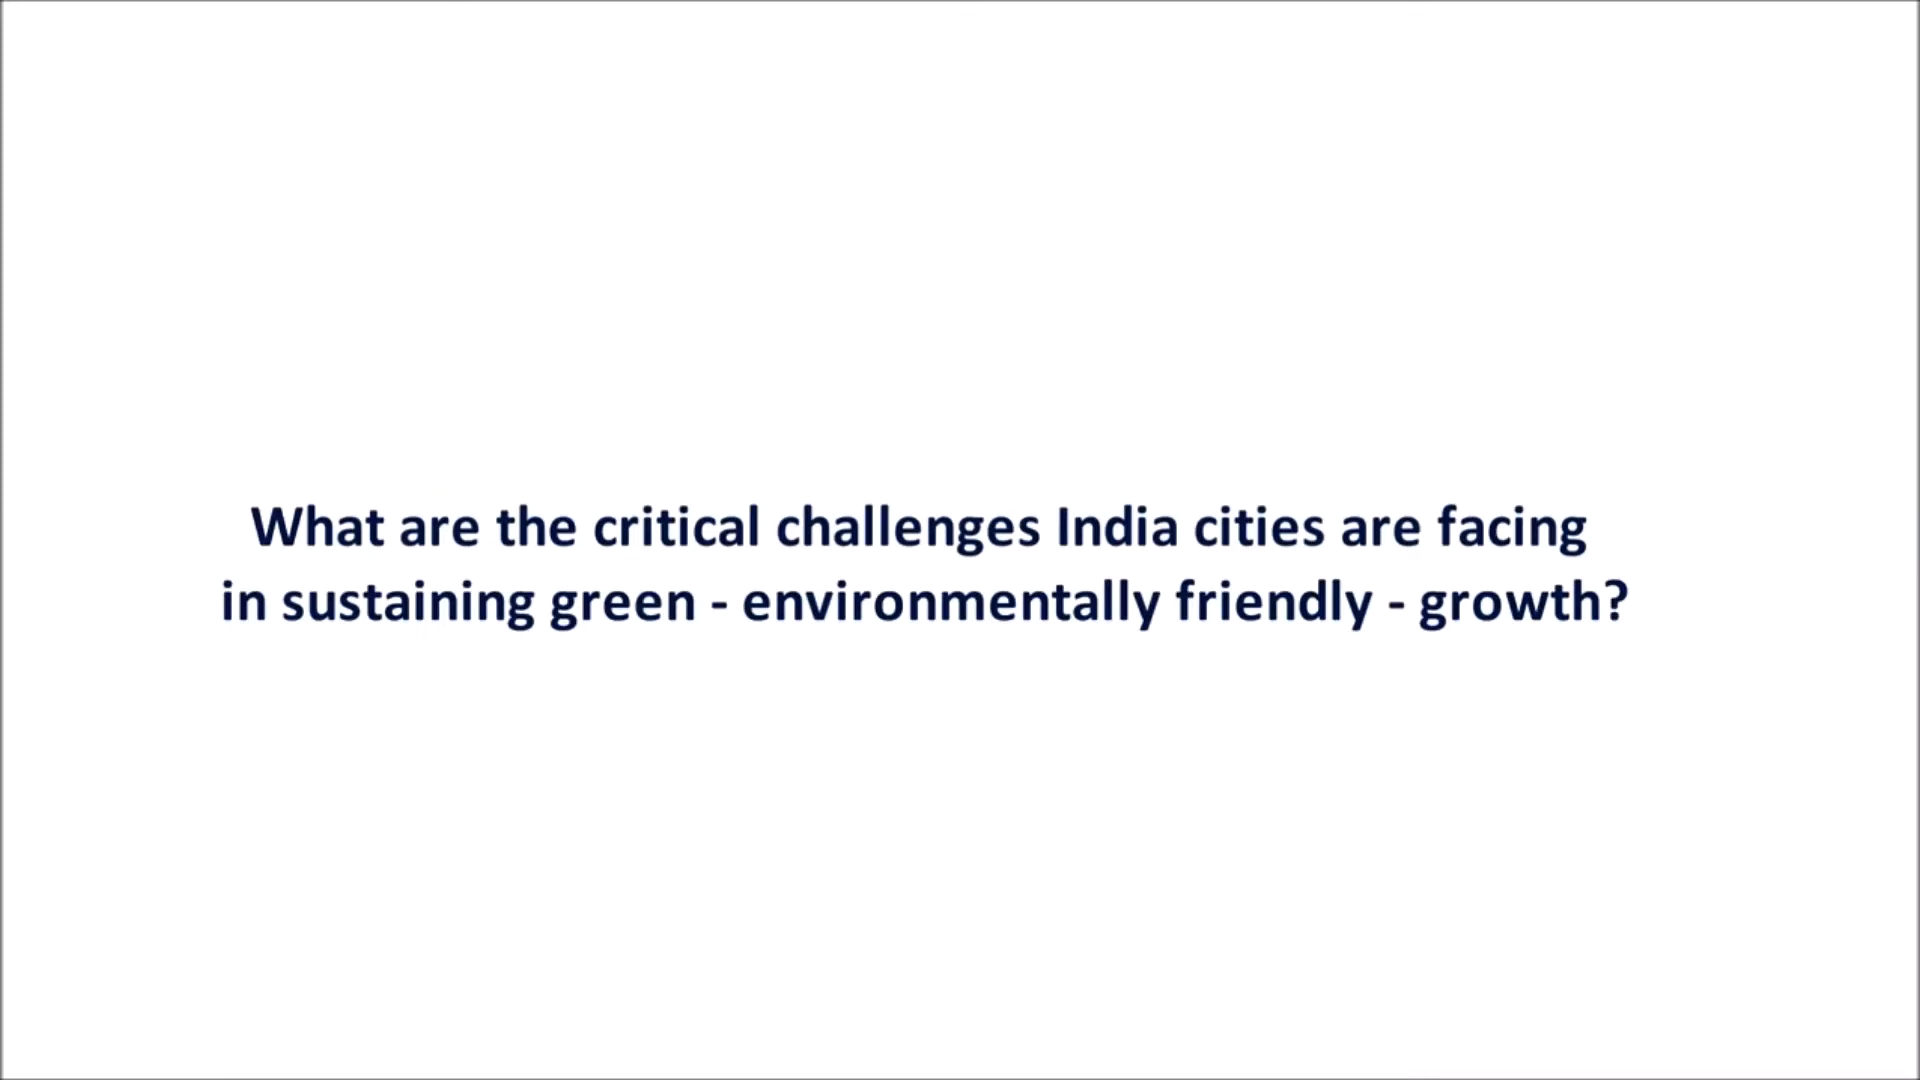 What are the critical challenges India cities are facing
in sustaining green - environmentally friendly - growth?